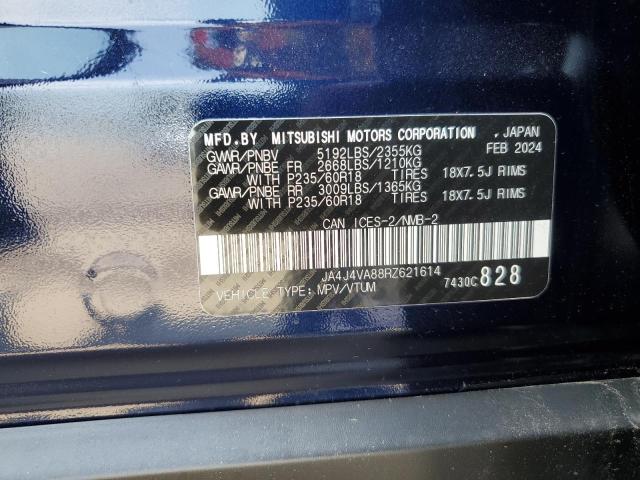 MFD.BY MITSUBISHI MOTORS CORPORATION , JAPAN
GVWR/PNBV 5192LBS/2355KG FEB 2024
GAWR/PNBE FR 2668LBS/1210KG
WITH P235/60R18 TIRES 18X7.5J RIMS
GAWR/PNBE RR 3009LBS/1365KG
WITH P235/60R18 TIRES 18X7.5J RIMS
CAN ICES-2/NMB-2
JA4J4VA88RZ621614
7430C 828
VEHICLE TYPE: MPV/VTUM